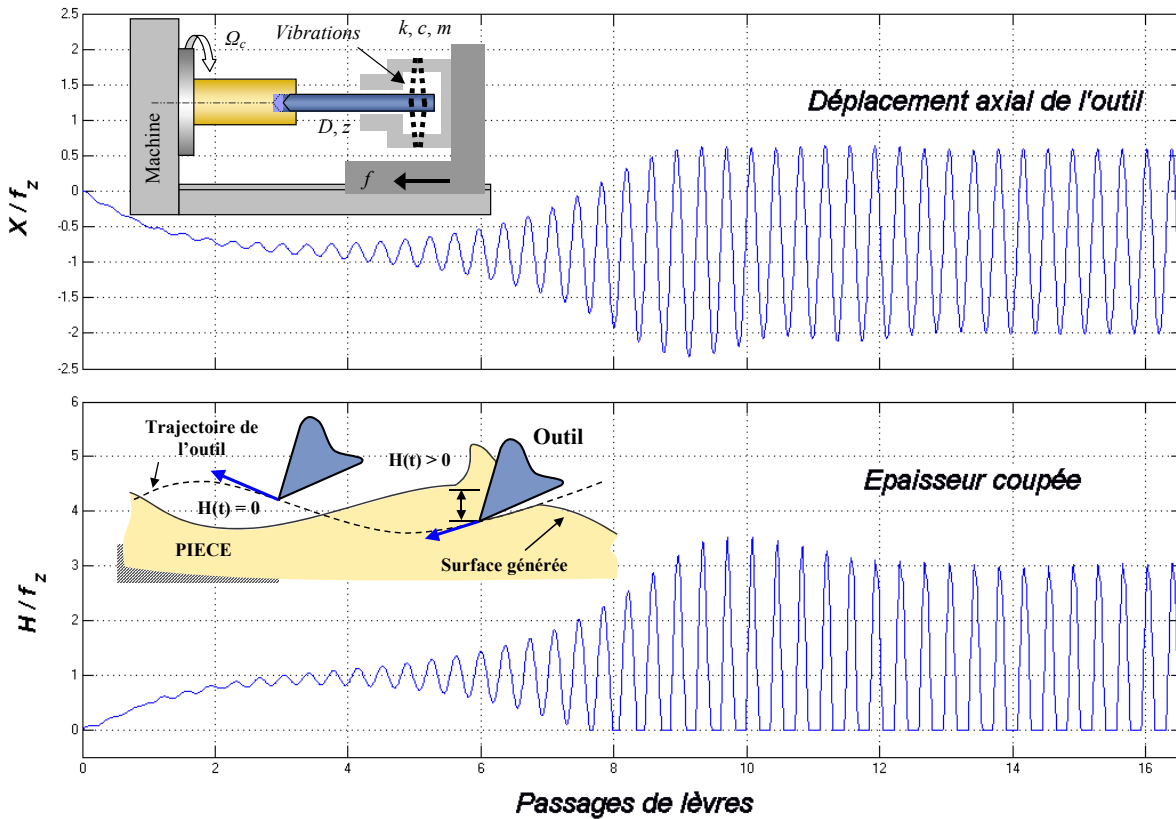 2.5
2
1.5
1
0.5
0
-0.5
-1
-1.5
-2
-2.5
X / f_z
Ω_c
Vibrations
k, c, m
Machine
D, z
f
Déplacement axial de l'outil
6
5
4
3
2
1
0
H / f_z
Trajectoire de
l’outil
H(t) = 0
PIECE
H(t) > 0
Outil
Surface générée
Epaisseur coupée
0 2 4 6 8 10 12 14 16
Passages de lèvres